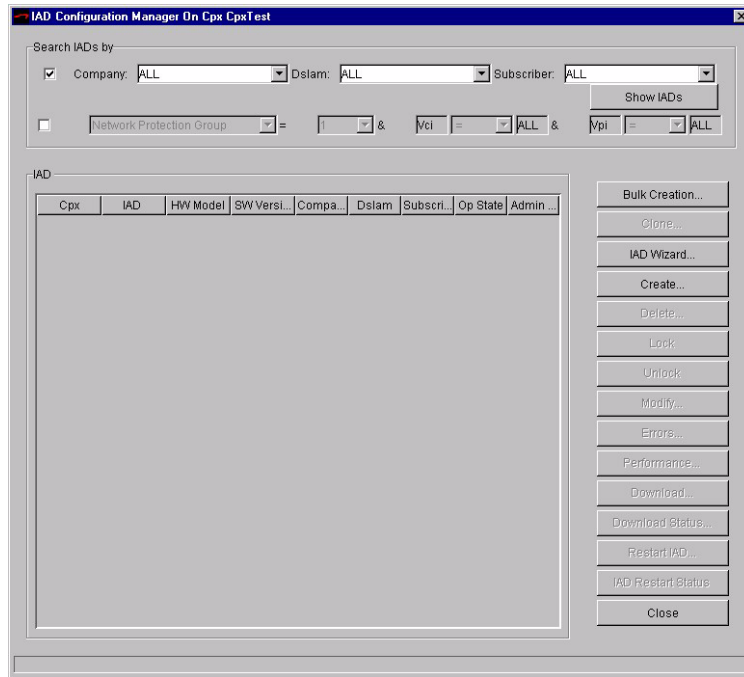 IAD Configuration Manager On Cpx CpxTest
Search IADs by
Company: ALL Dslam: ALL Subscriber: ALL
Show IADs
Network Protection Group = 1 & Vci = ALL & Vpi = ALL
IAD
Cpx IAD HW Model SW Versi... Compa... Dslam Subscri... Op State Admin ...
Bulk Creation...
Clone...
IAD Wizard...
Create...
Delete...
Lock
Unlock
Modify...
Errors...
Performance...
Download...
Download Status...
Restart IAD...
IAD Restart Status
Close